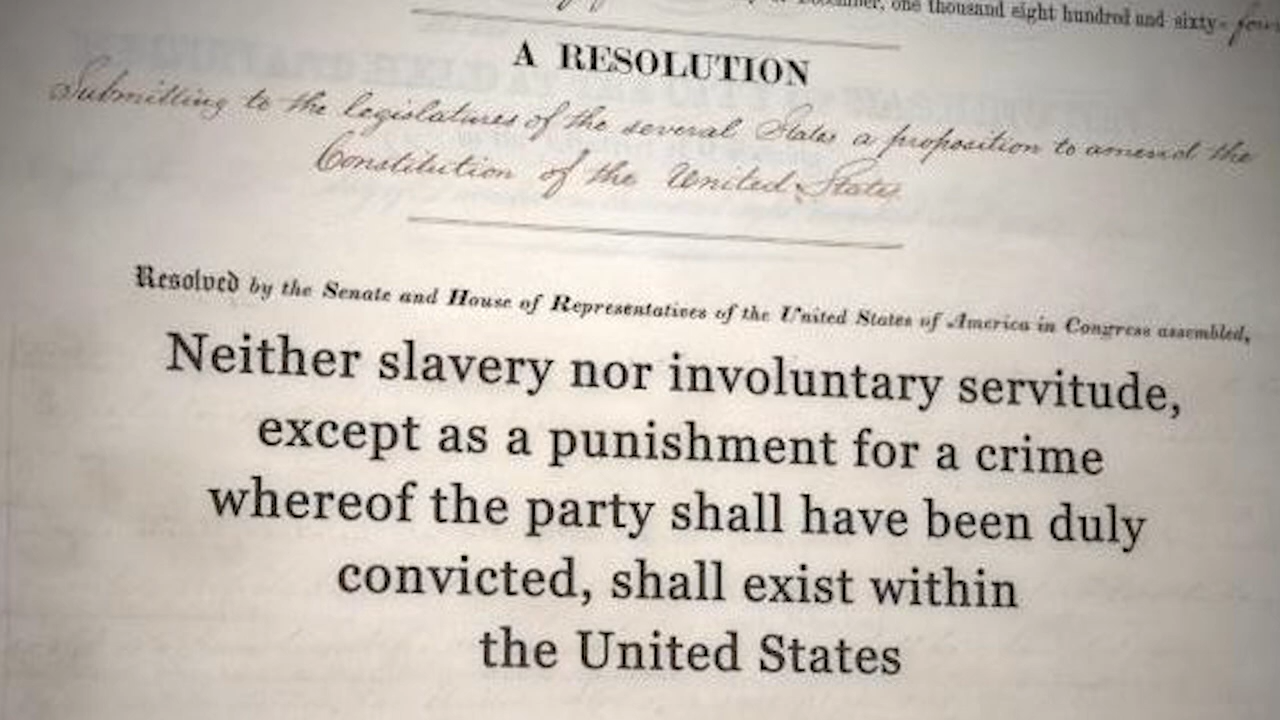 December, one thousand eight hundred and sixty-four
A RESOLUTION
Submitting to the legislatures of the several States a proposition to amend the
Constitution of the United States.
Resolved by the Senate and House of Representatives of the United States of America in Congress assembled,
Neither slavery nor involuntary servitude,
except as a punishment for a crime
whereof the party shall have been duly
convicted, shall exist within
the United States